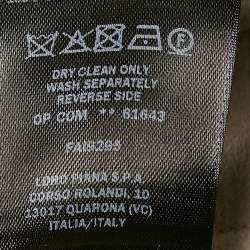 DRY CLEAN ONLY
WASH SEPARATELY
REVERSE SIDE
OP COM ** 61643
FAI9295
LORO PIANA S.P.A.
CORSO ROLANDI, 10
13017 QUARONA (VC)
ITALIA/ITALY